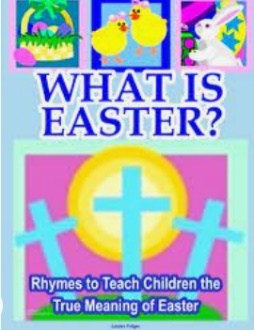 WHAT IS
EASTER?
Rhymes to Teach Children the
True Meaning of Easter